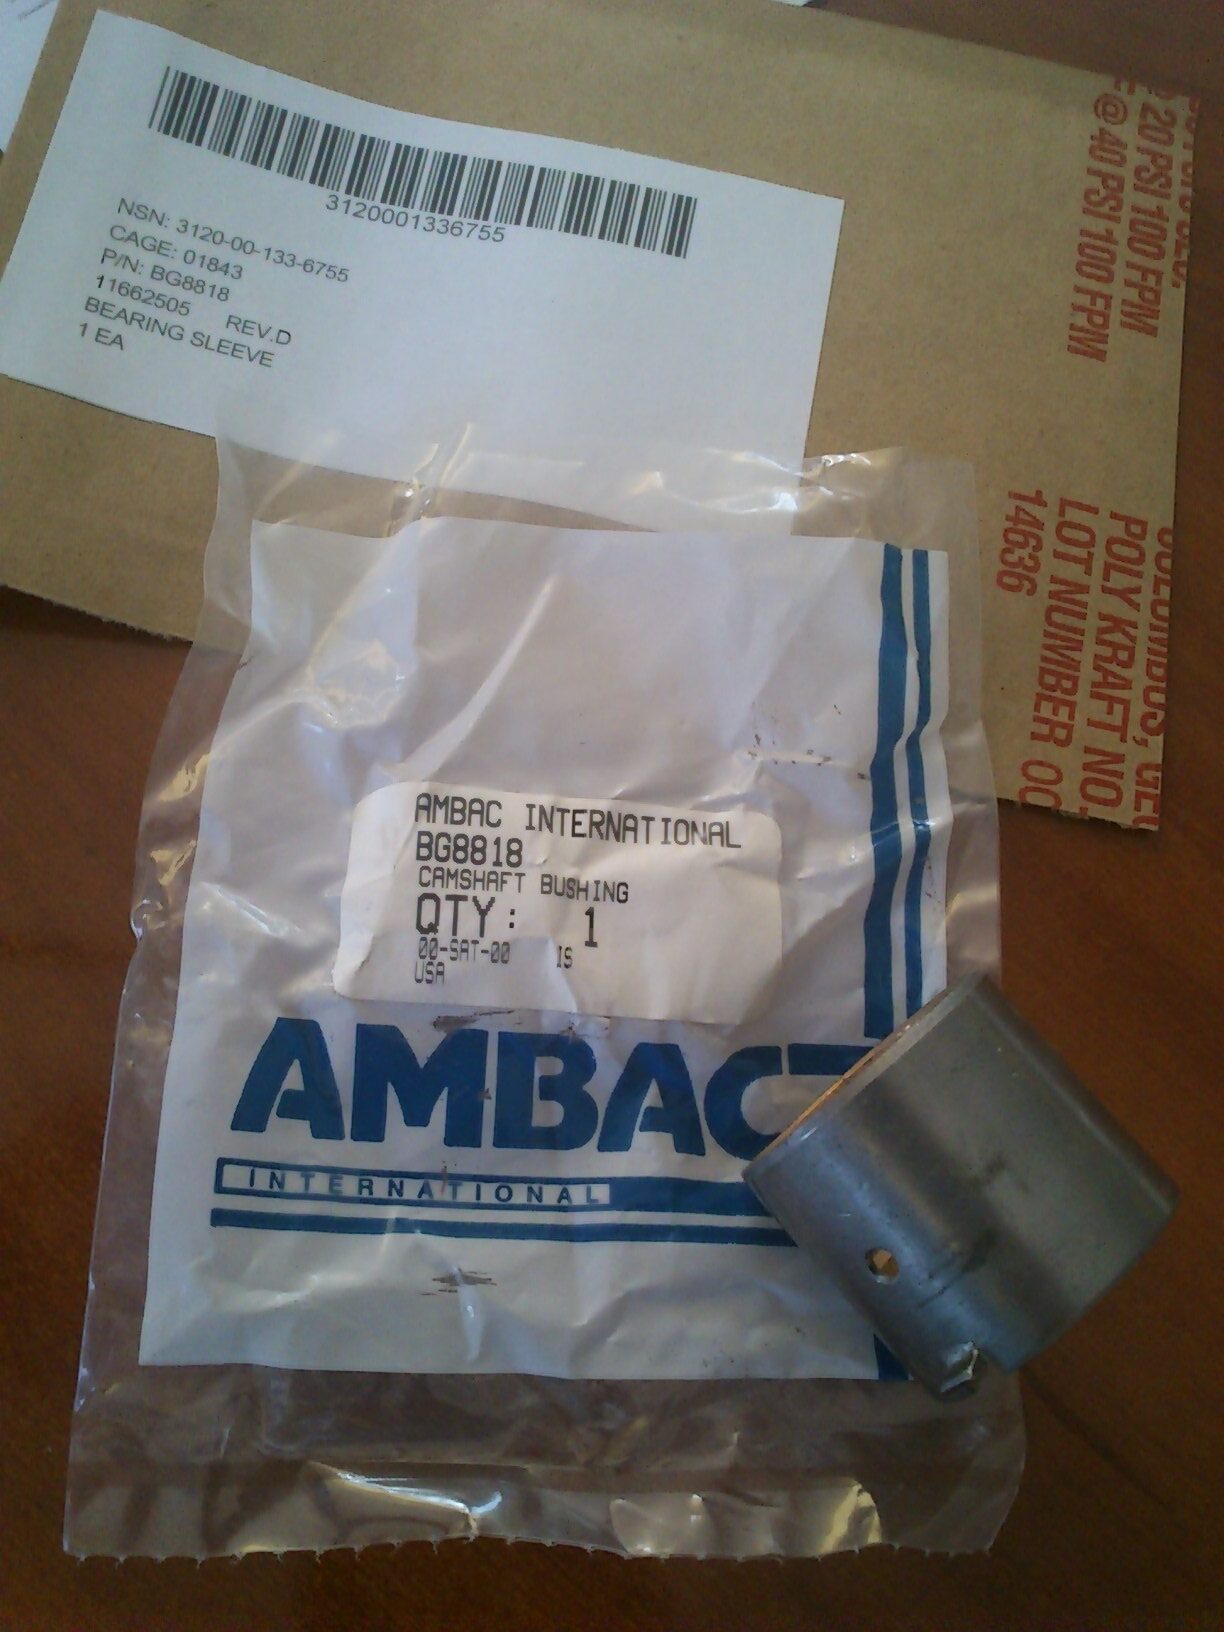 3120001336755
NSN: 3120-00-133-6755
CAGE: 01843
P/N: BG8818
11662505 REV.D
BEARING SLEEVE
1 EA
20 PSI 100 FPM
@ 40 PSI 100 FPM
POLY KRAFT NO.
LOT NUMBER
14636
AMBAC INTERNATIONAL
BG8818
CAMSHAFT BUSHING
QTY: 1
00-SAT-00 IS
USA
AMBAC
INTERNATIONAL